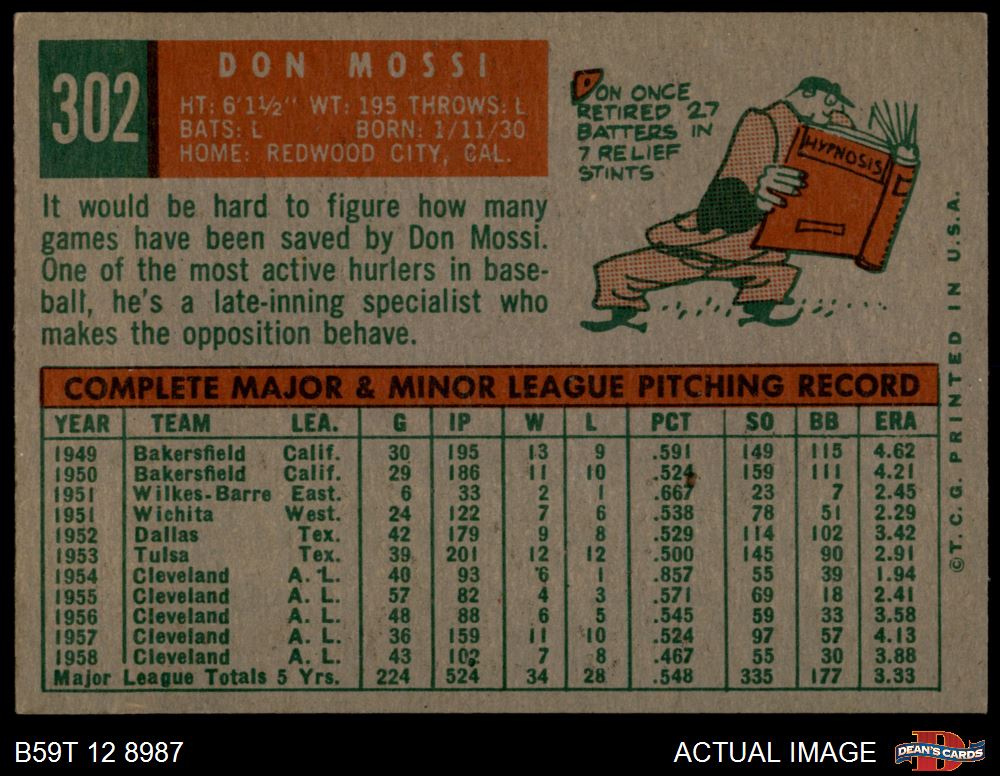 302
DON MOSSI
HT: 6'1½" WT: 195 THROWS: L
BATS: L BORN: 1/11/30
HOME: REDWOOD CITY, CAL.
It would be hard to figure how many
games have been saved by Don Mossi.
One of the most active hurlers in base-
ball, he's a late-inning specialist who
makes the opposition behave.
DON ONCE
RETIRED 27
BATTERS IN
7 RELIEF
STINTS
HYPNOSIS
COMPLETE MAJOR & MINOR LEAGUE PITCHING RECORD
YEAR TEAM LEA. G IP W L PCT SO BB ERA
1949 Bakersfield Calif. 30 195 13 9 .591 149 115 4.62
1950 Bakersfield Calif. 29 186 11 10 .524 159 111 4.21
1951 Wilkes-Barre East. 6 33 2 1 .667 23 7 2.45
1951 Wichita West. 24 122 7 6 .538 78 51 2.29
1952 Dallas Tex. 42 179 9 8 .529 114 102 3.42
1953 Tulsa Tex. 39 201 12 12 .500 145 90 2.91
1954 Cleveland A. L. 40 93 6 1 .857 55 39 1.94
1955 Cleveland A. L. 57 82 4 3 .571 69 18 2.41
1956 Cleveland A. L. 48 88 6 5 .545 59 33 3.58
1957 Cleveland A. L. 36 159 11 10 .524 97 57 4.13
1958 Cleveland A. L. 43 102 7 8 .467 55 30 3.88
Major League Totals 5 Yrs. 224 524 34 28 .548 335 177 3.33
©T.C.G. PRINTED IN U.S.A.
B59T 12 8987
ACTUAL IMAGE
DEAN'S CARDS